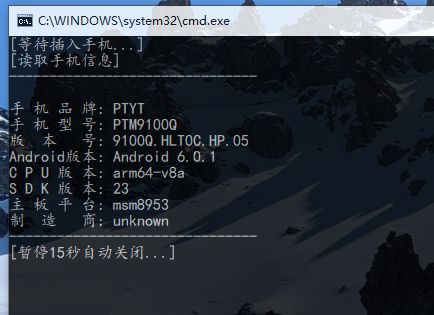 C:\WINDOWS\system32\cmd.exe
[等待插入手机...]
[读取手机信息]
-------------------------------
手 机 品 牌: PTYT
手 机 型 号: PTM9100Q
版 本 号: 9100Q.HLTOC.HP.05
Android版本: Android 6.0.1
C P U 版 本: arm64-v8a
S D K 版 本: 23
主 板 平 台: msm8953
制 造 商: unknown
-------------------------------
[暂停15秒自动关闭...]